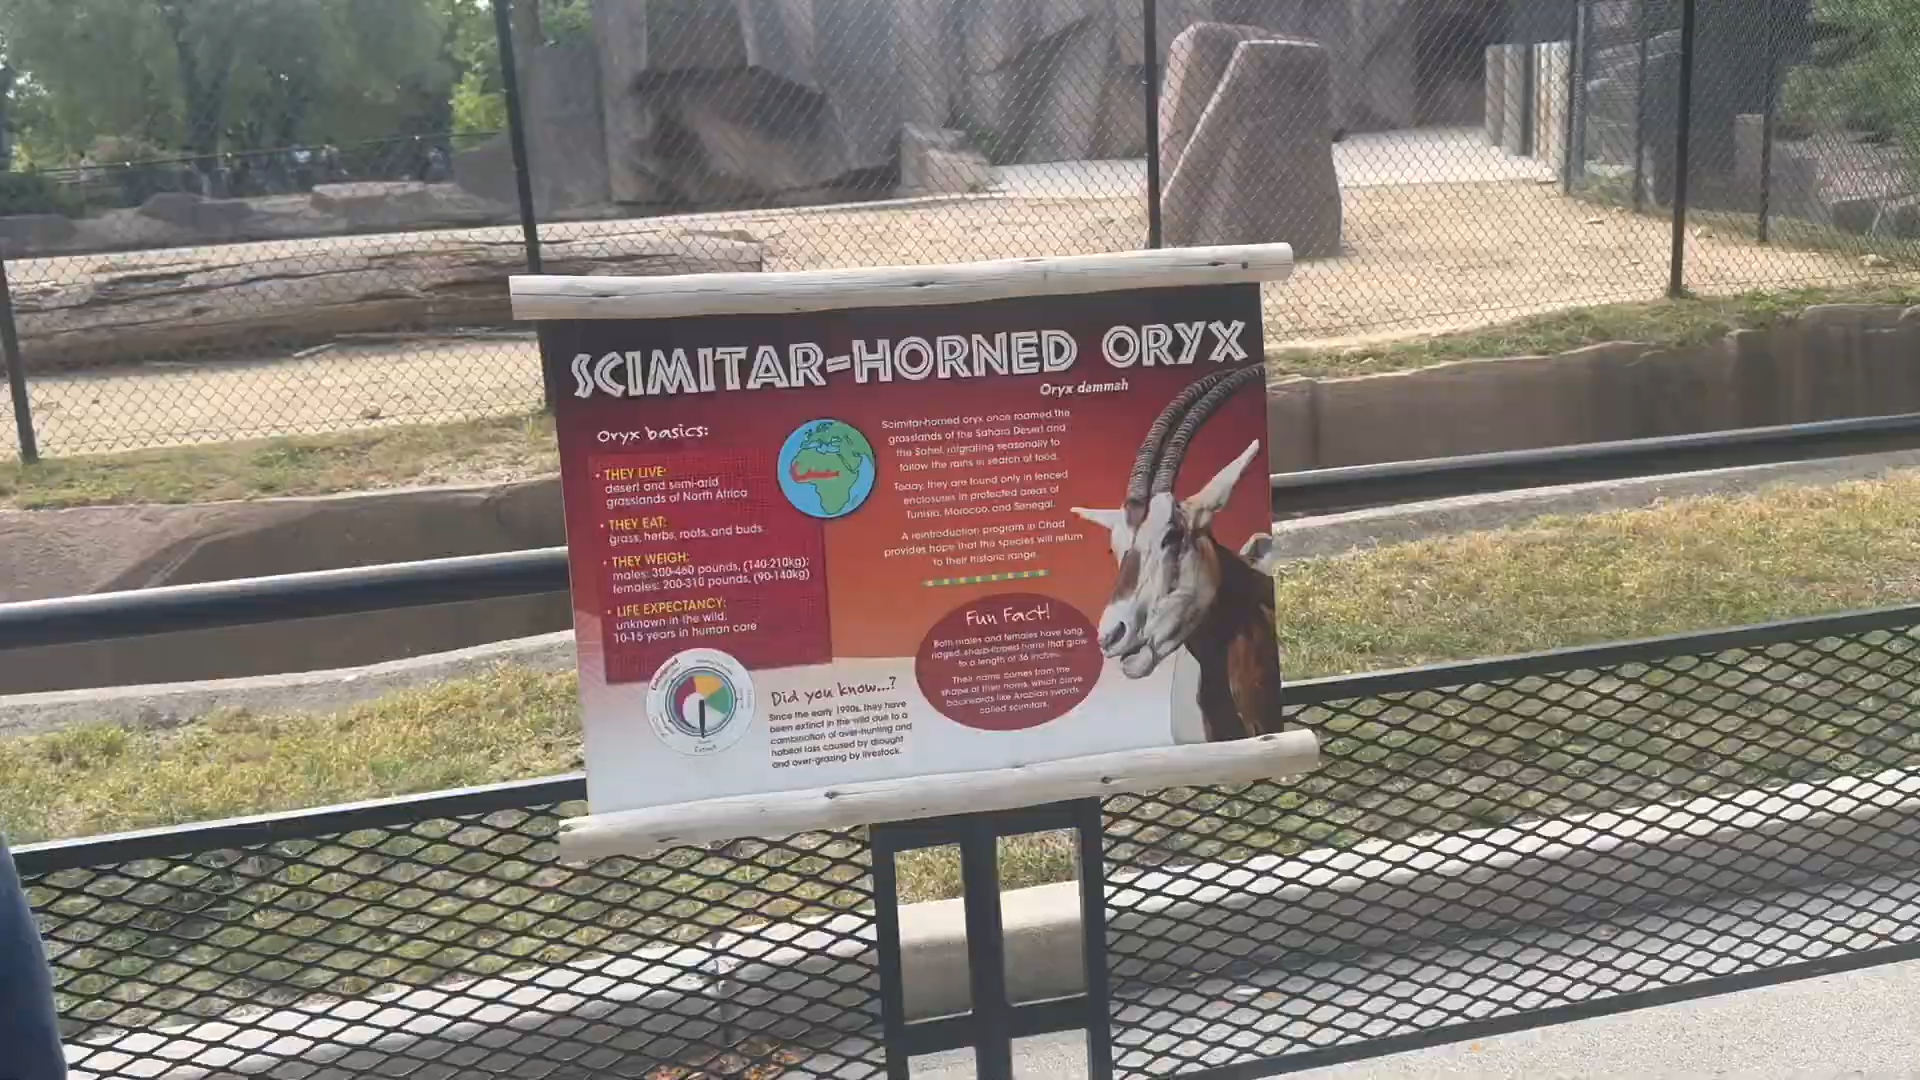 SCIMITAR-HORNED ORYX
Oryx dammah
Oryx basics:
• THEY LIVE:
desert and semi-arid
grasslands of North Africa
• THEY EAT:
grass, herbs, roots, and buds
• THEY WEIGH:
males: 300-460 pounds, (140-210kg);
females: 200-310 pounds, (90-140kg)
• LIFE EXPECTANCY:
unknown in the wild,
10-15 years in human care
Scimitar-horned oryx once roamed the
grasslands of the Sahara Desert and
the Sahel, migrating seasonally to
follow the rains in search of food.
Today, they are found only in fenced
enclosures in protected areas of
Tunisia, Morocco, and Senegal.
A reintroduction program in Chad
provides hope that the species will return
to their historic range.
Fun Fact!
Both males and females have long,
ridged, sharp-tipped horns that grow
to a length of 36 inches.
Their name comes from the
shape of their horns, which curve
backwards like Arabian swords
called scimitars.
Did you know...?
Since the early 1990s, they have
been extinct in the wild due to a
combination of over-hunting and
habitat loss caused by drought
and over-grazing by livestock.
Endangered
Extinct